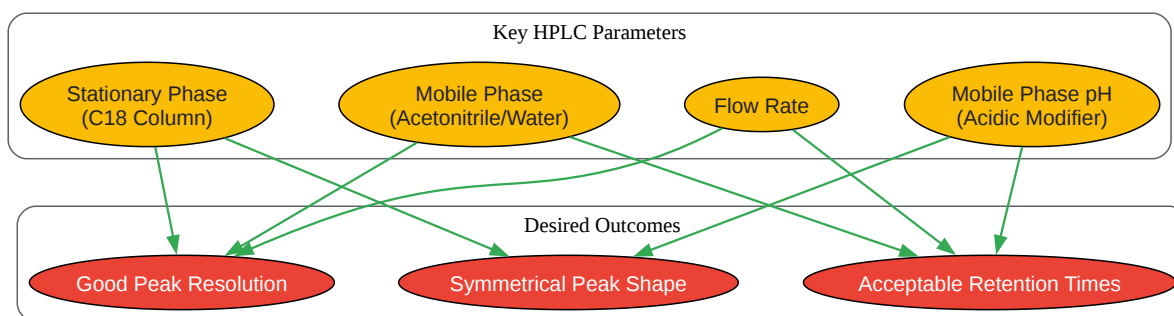 Key HPLC Parameters
Stationary Phase
(C18 Column)
Mobile Phase
(Acetonitrile/Water)
Flow Rate
Mobile Phase pH
(Acidic Modifier)
Desired Outcomes
Good Peak Resolution
Symmetrical Peak Shape
Acceptable Retention Times